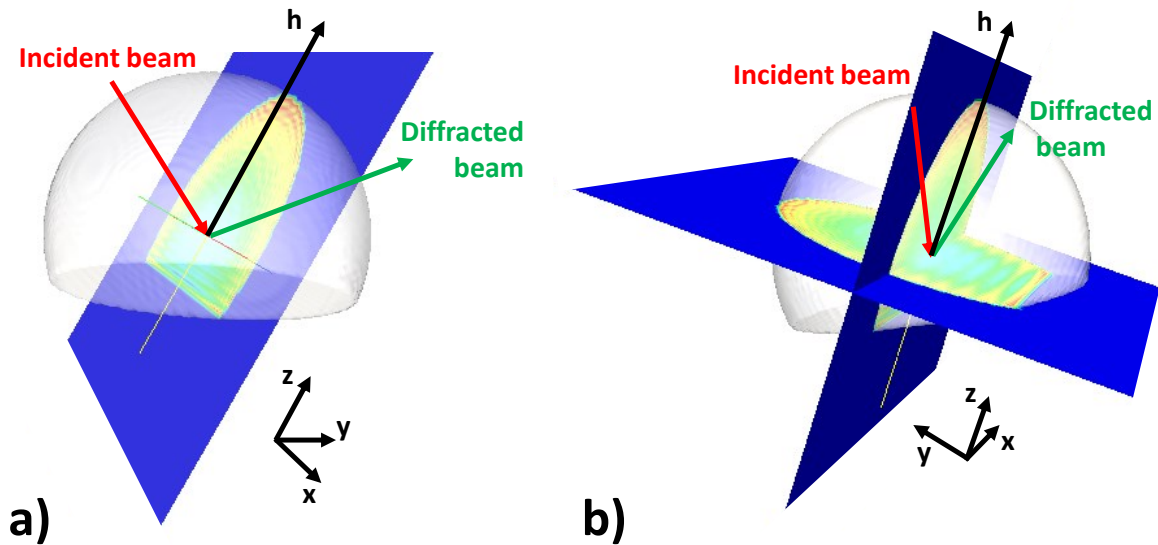 h
Incident beam
Diffracted
beam
z
y
x
a)
h
Incident beam
Diffracted
beam
z
x
y
b)